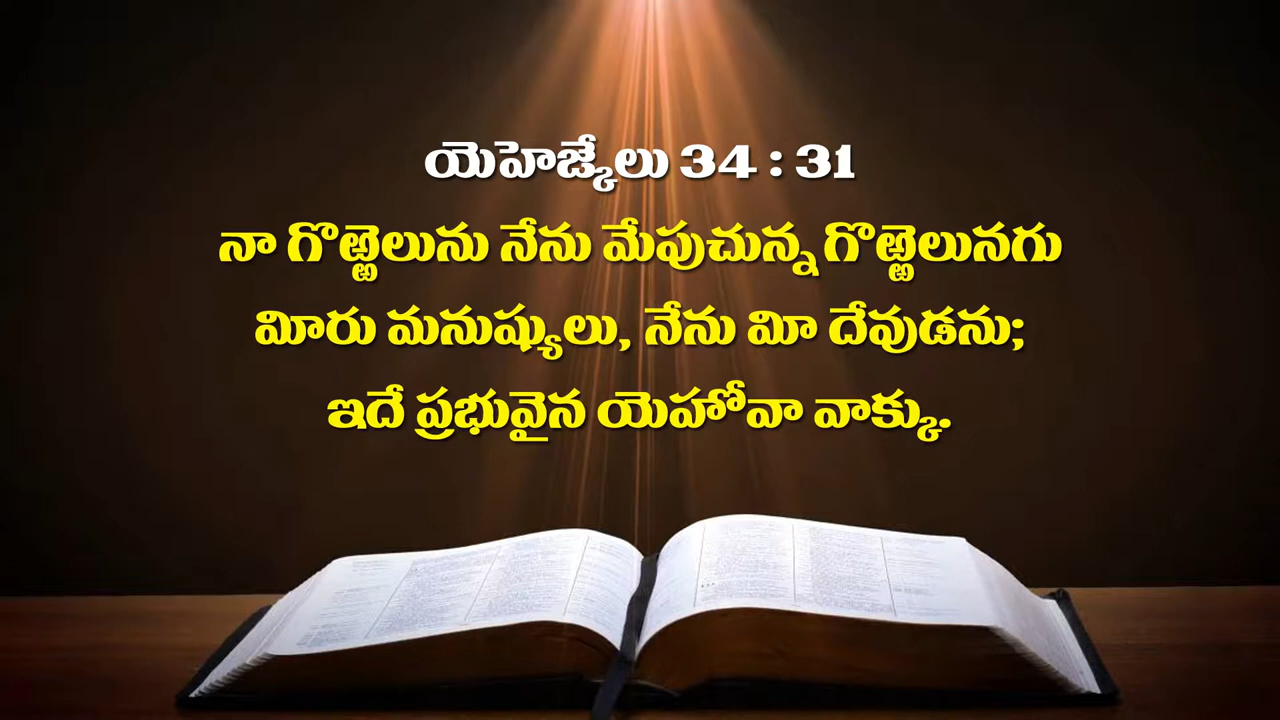 యెహెజ్కేలు 34 : 31
నా గొఱ్ఱెలును నేను మేపుచున్న గొఱ్ఱెలునగు
మీరు మనుష్యులు, నేను మీ దేవుడను;
ఇదే ప్రభువైన యెహోవా వాక్కు.